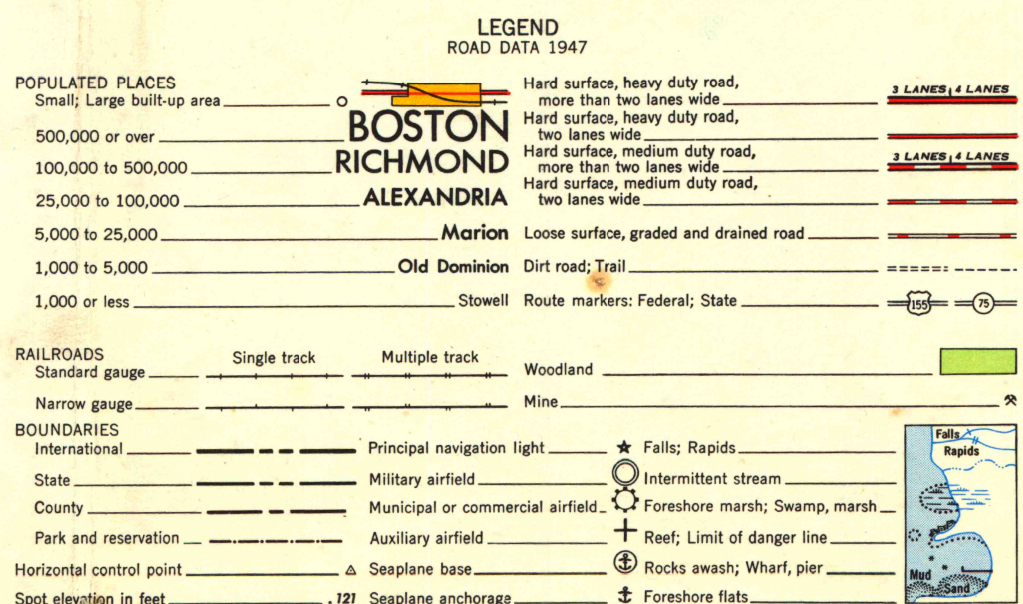 LEGEND
ROAD DATA 1947
POPULATED PLACES
Small; Large built-up area
500,000 or over BOSTON
100,000 to 500,000 RICHMOND
25,000 to 100,000 ALEXANDRIA
5,000 to 25,000 Marion
1,000 to 5,000 Old Dominion
1,000 or less Stowell
Hard surface, heavy duty road,
more than two lanes wide 3 LANES 4 LANES
Hard surface, heavy duty road,
two lanes wide
Hard surface, medium duty road,
more than two lanes wide 3 LANES 4 LANES
Hard surface, medium duty road,
two lanes wide
Loose surface, graded and drained road
Dirt road; Trail
Route markers: Federal; State 155 75
RAILROADS Single track Multiple track
Standard gauge
Narrow gauge
Woodland
Mine
BOUNDARIES
International
State
County
Park and reservation
Horizontal control point
Spot elevation in feet .121
Principal navigation light
Military airfield
Municipal or commercial airfield
Auxiliary airfield
Seaplane base
Seaplane anchorage
Falls; Rapids
Intermittent stream
Foreshore marsh; Swamp, marsh
Reef; Limit of danger line
Rocks awash; Wharf, pier
Foreshore flats
Falls
Rapids
Mud
Sand